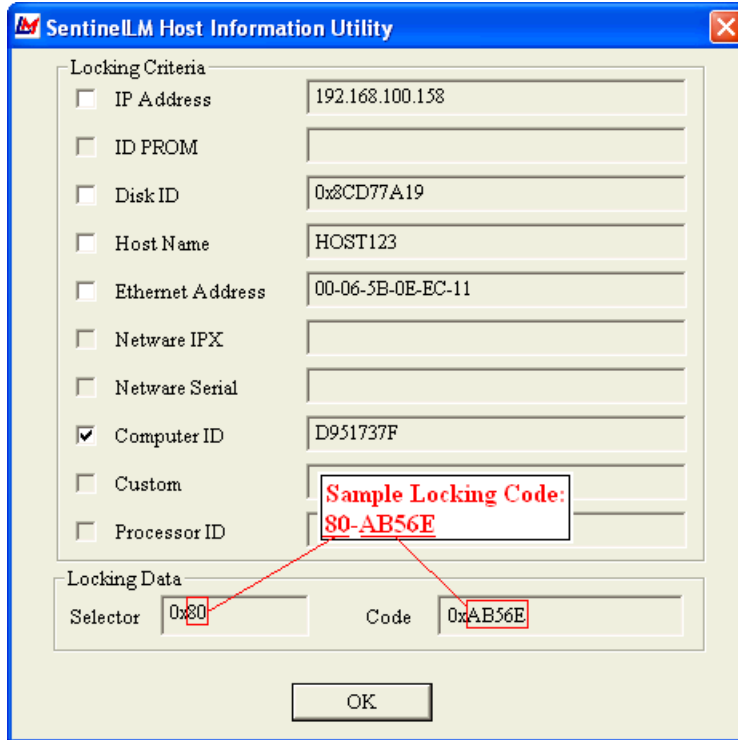 SentinelLM Host Information Utility
Locking Criteria
IP Address 192.168.100.158
ID PROM
Disk ID 0x8CD77A19
Host Name HOST123
Ethernet Address 00-06-5B-0E-EC-11
Netware IPX
Netware Serial
Computer ID D951737F
Custom
Sample Locking Code:
80-AB56E
Processor ID
Locking Data
Selector 0x80 Code 0xAB56E
OK